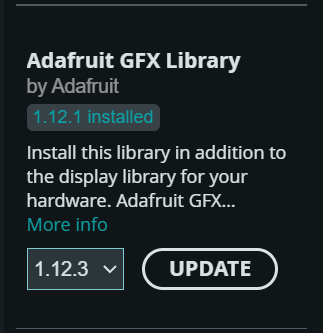 Adafruit GFX Library
by Adafruit
1.12.1 installed
Install this library in addition to
the display library for your
hardware. Adafruit GFX...
More info
1.12.3
UPDATE